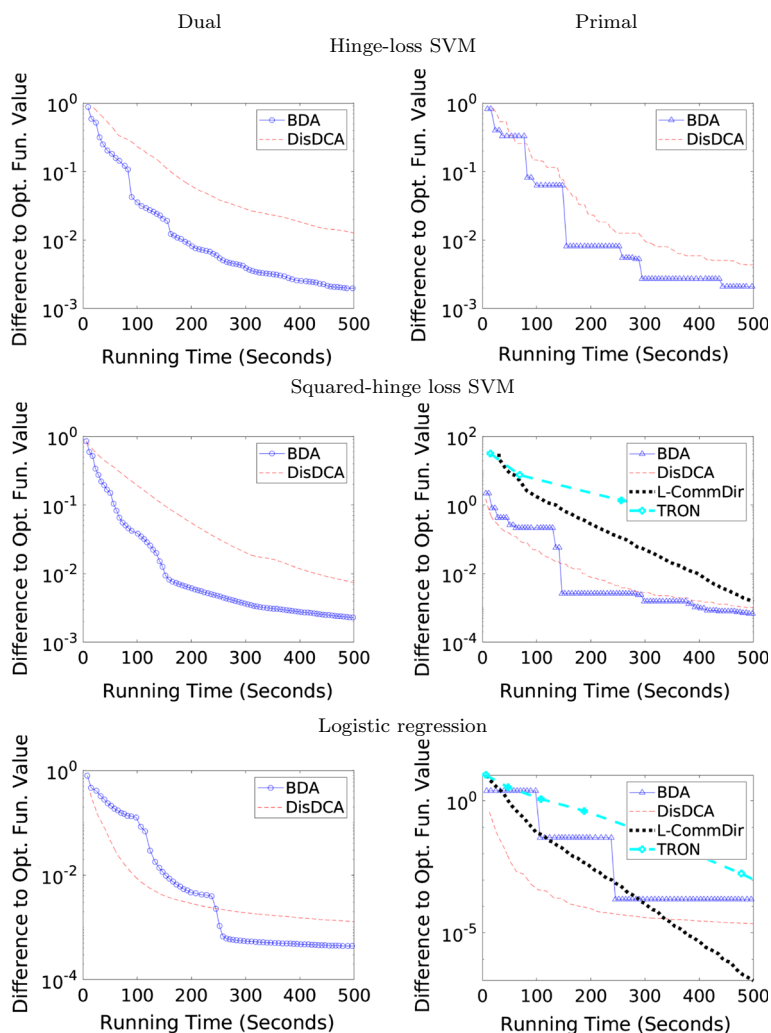 Dual Primal
Hinge-loss SVM
Difference to Opt. Fun. Value
10^0
10^-1
10^-2
10^-3
BDA
DisDCA
0 100 200 300 400 500
Running Time (Seconds)
Difference to Opt. Fun. Value
10^0
10^-1
10^-2
10^-3
BDA
DisDCA
0 100 200 300 400 500
Running Time (Seconds)
Squared-hinge loss SVM
Difference to Opt. Fun. Value
10^0
10^-1
10^-2
10^-3
BDA
DisDCA
0 100 200 300 400 500
Running Time (Seconds)
Difference to Opt. Fun. Value
10^2
10^0
10^-2
10^-4
BDA
DisDCA
L-CommDir
TRON
0 100 200 300 400 500
Running Time (Seconds)
Logistic regression
Difference to Opt. Fun. Value
10^0
10^-2
10^-4
BDA
DisDCA
0 100 200 300 400 500
Running Time (Seconds)
Difference to Opt. Fun. Value
10^0
10^-5
BDA
DisDCA
L-CommDir
TRON
0 100 200 300 400 500
Running Time (Seconds)